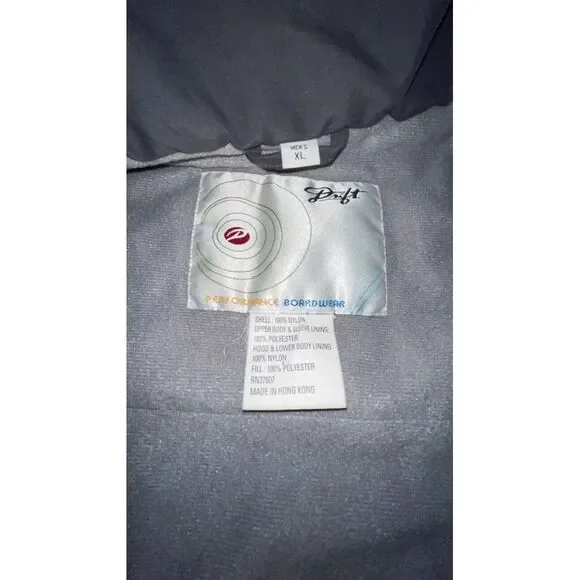 MEN'S
XL
Drift
PERFORMANCE BOARDWEAR
SHELL: 100% NYLON
UPPER BODY & SLEEVE LINING:
100% POLYESTER
HOOD & LOWER BODY LINING:
100% NYLON
FILL: 100% POLYESTER
RN37607
MADE IN HONG KONG